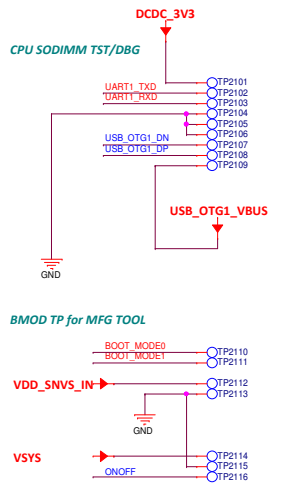 DCDC_3V3
CPU SODIMM TST/DBG
TP2101
UART1_TXD TP2102
UART1_RXD TP2103
TP2104
TP2105
TP2106
USB_OTG1_DN TP2107
USB_OTG1_DP TP2108
TP2109
USB_OTG1_VBUS
GND
BMOD TP for MFG TOOL
BOOT_MODE0 TP2110
BOOT_MODE1 TP2111
VDD_SNVS_IN TP2112
TP2113
GND
VSYS TP2114
TP2115
ONOFF TP2116